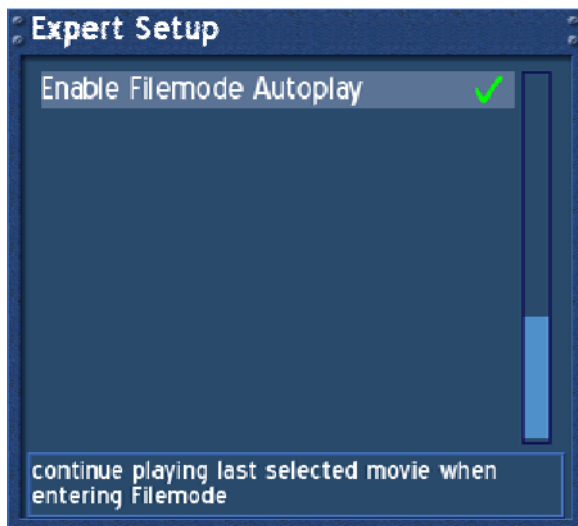 Expert Setup
Enable Filemode Autoplay
continue playing last selected movie when
entering Filemode